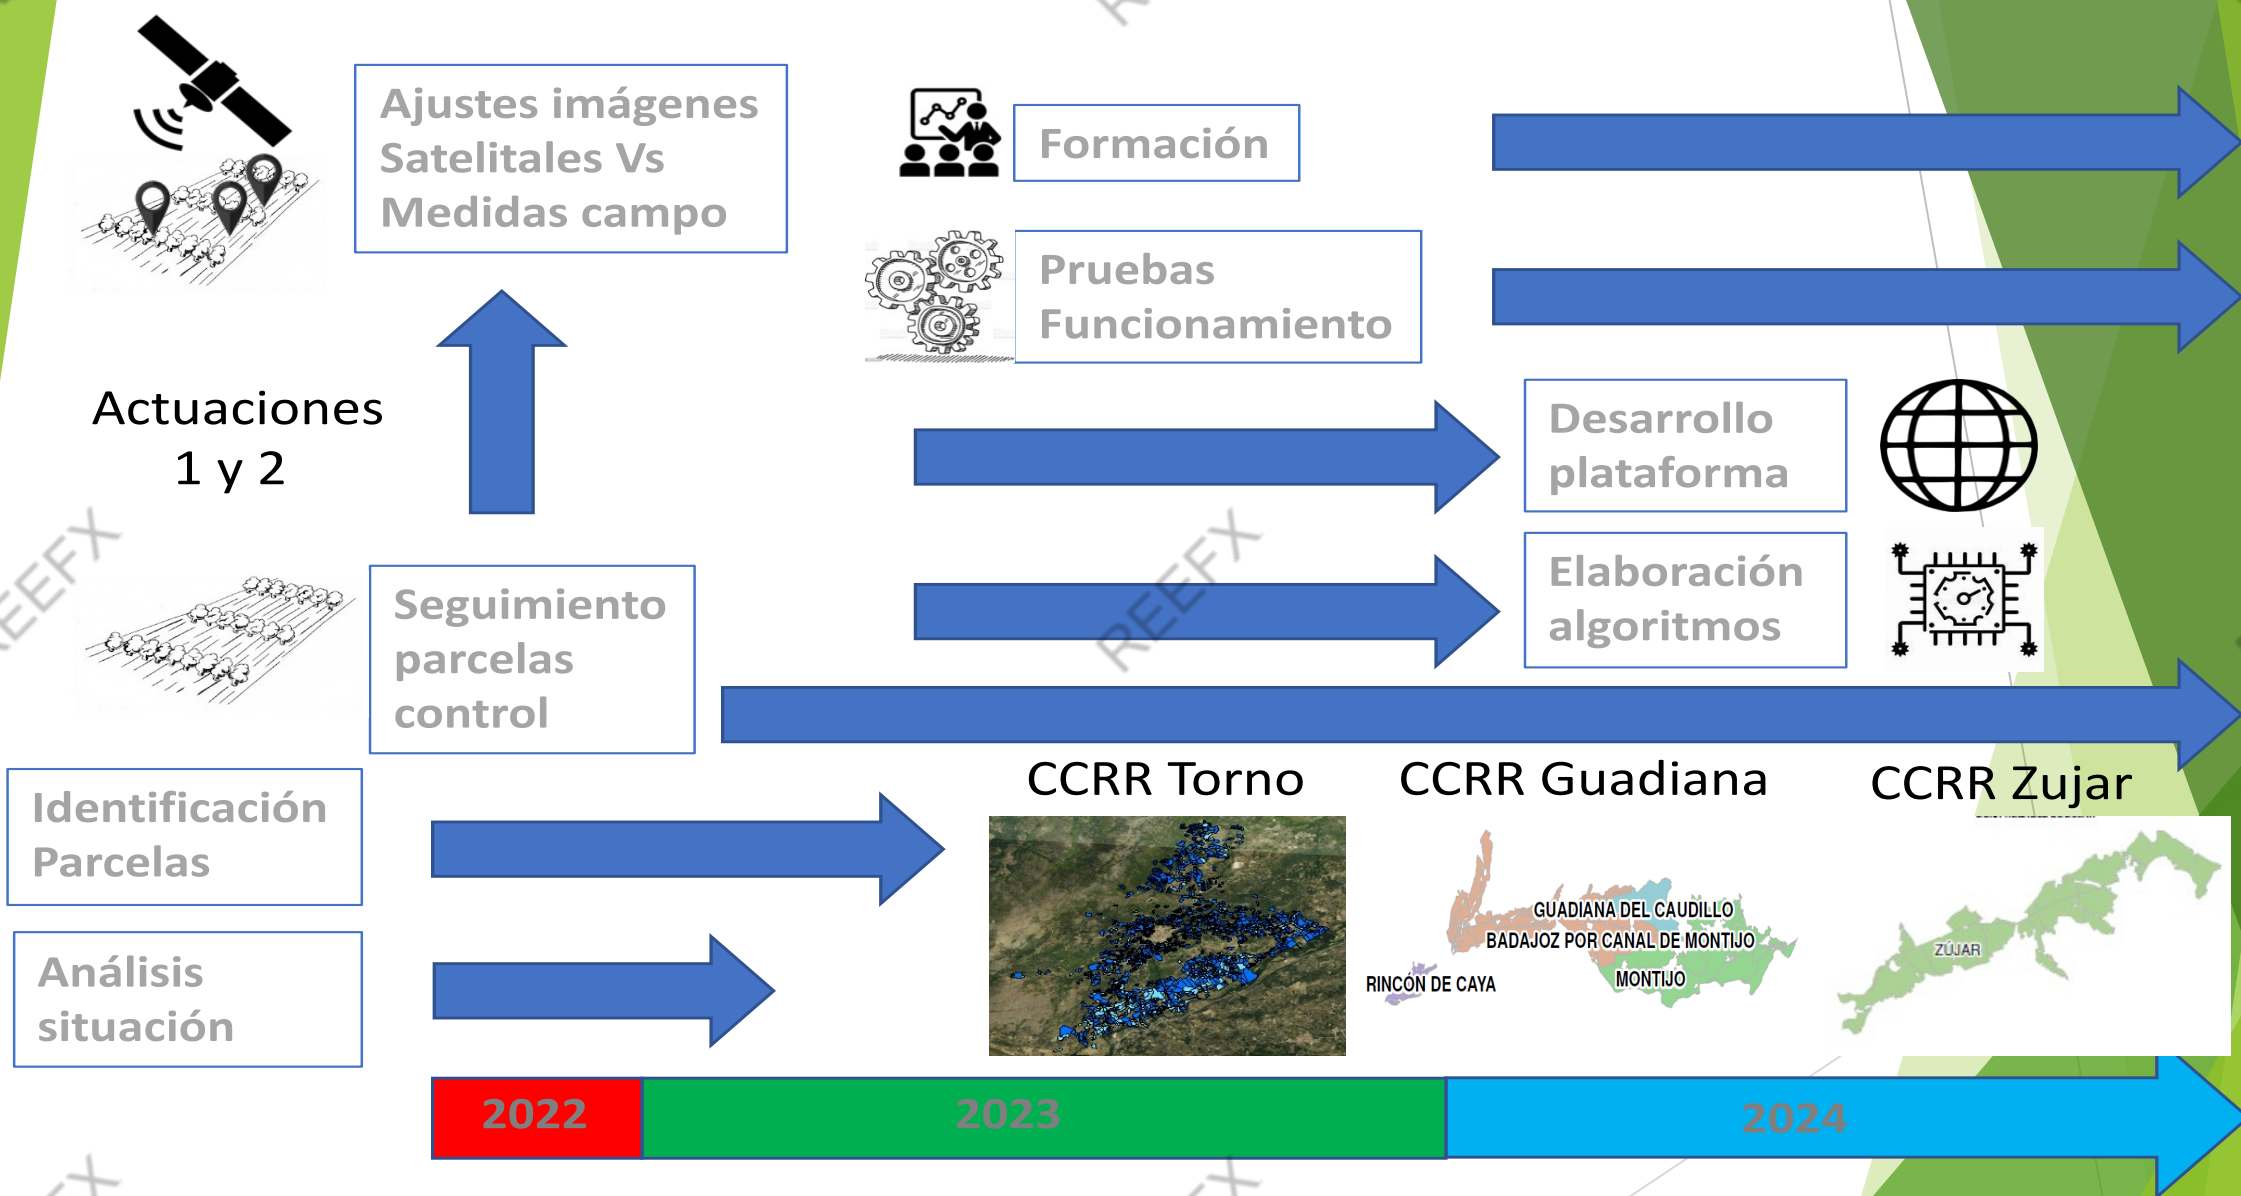 Ajustes imágenes
Satelitales Vs
Medidas campo
Formación
Pruebas
Funcionamiento
Actuaciones
1 y 2
Desarrollo
plataforma
Elaboración
algoritmos
Seguimiento
parcelas
control
CCRR Torno
CCRR Guadiana
CCRR Zujar
Identificación
Parcelas
GUADIANA DEL CAUDILLO
BADAJOZ POR CANAL DE MONTIJO
RINCÓN DE CAYA
MONTIJO
ZÚJAR
Análisis
situación
2022
2023
2024
REEFX
REEFX